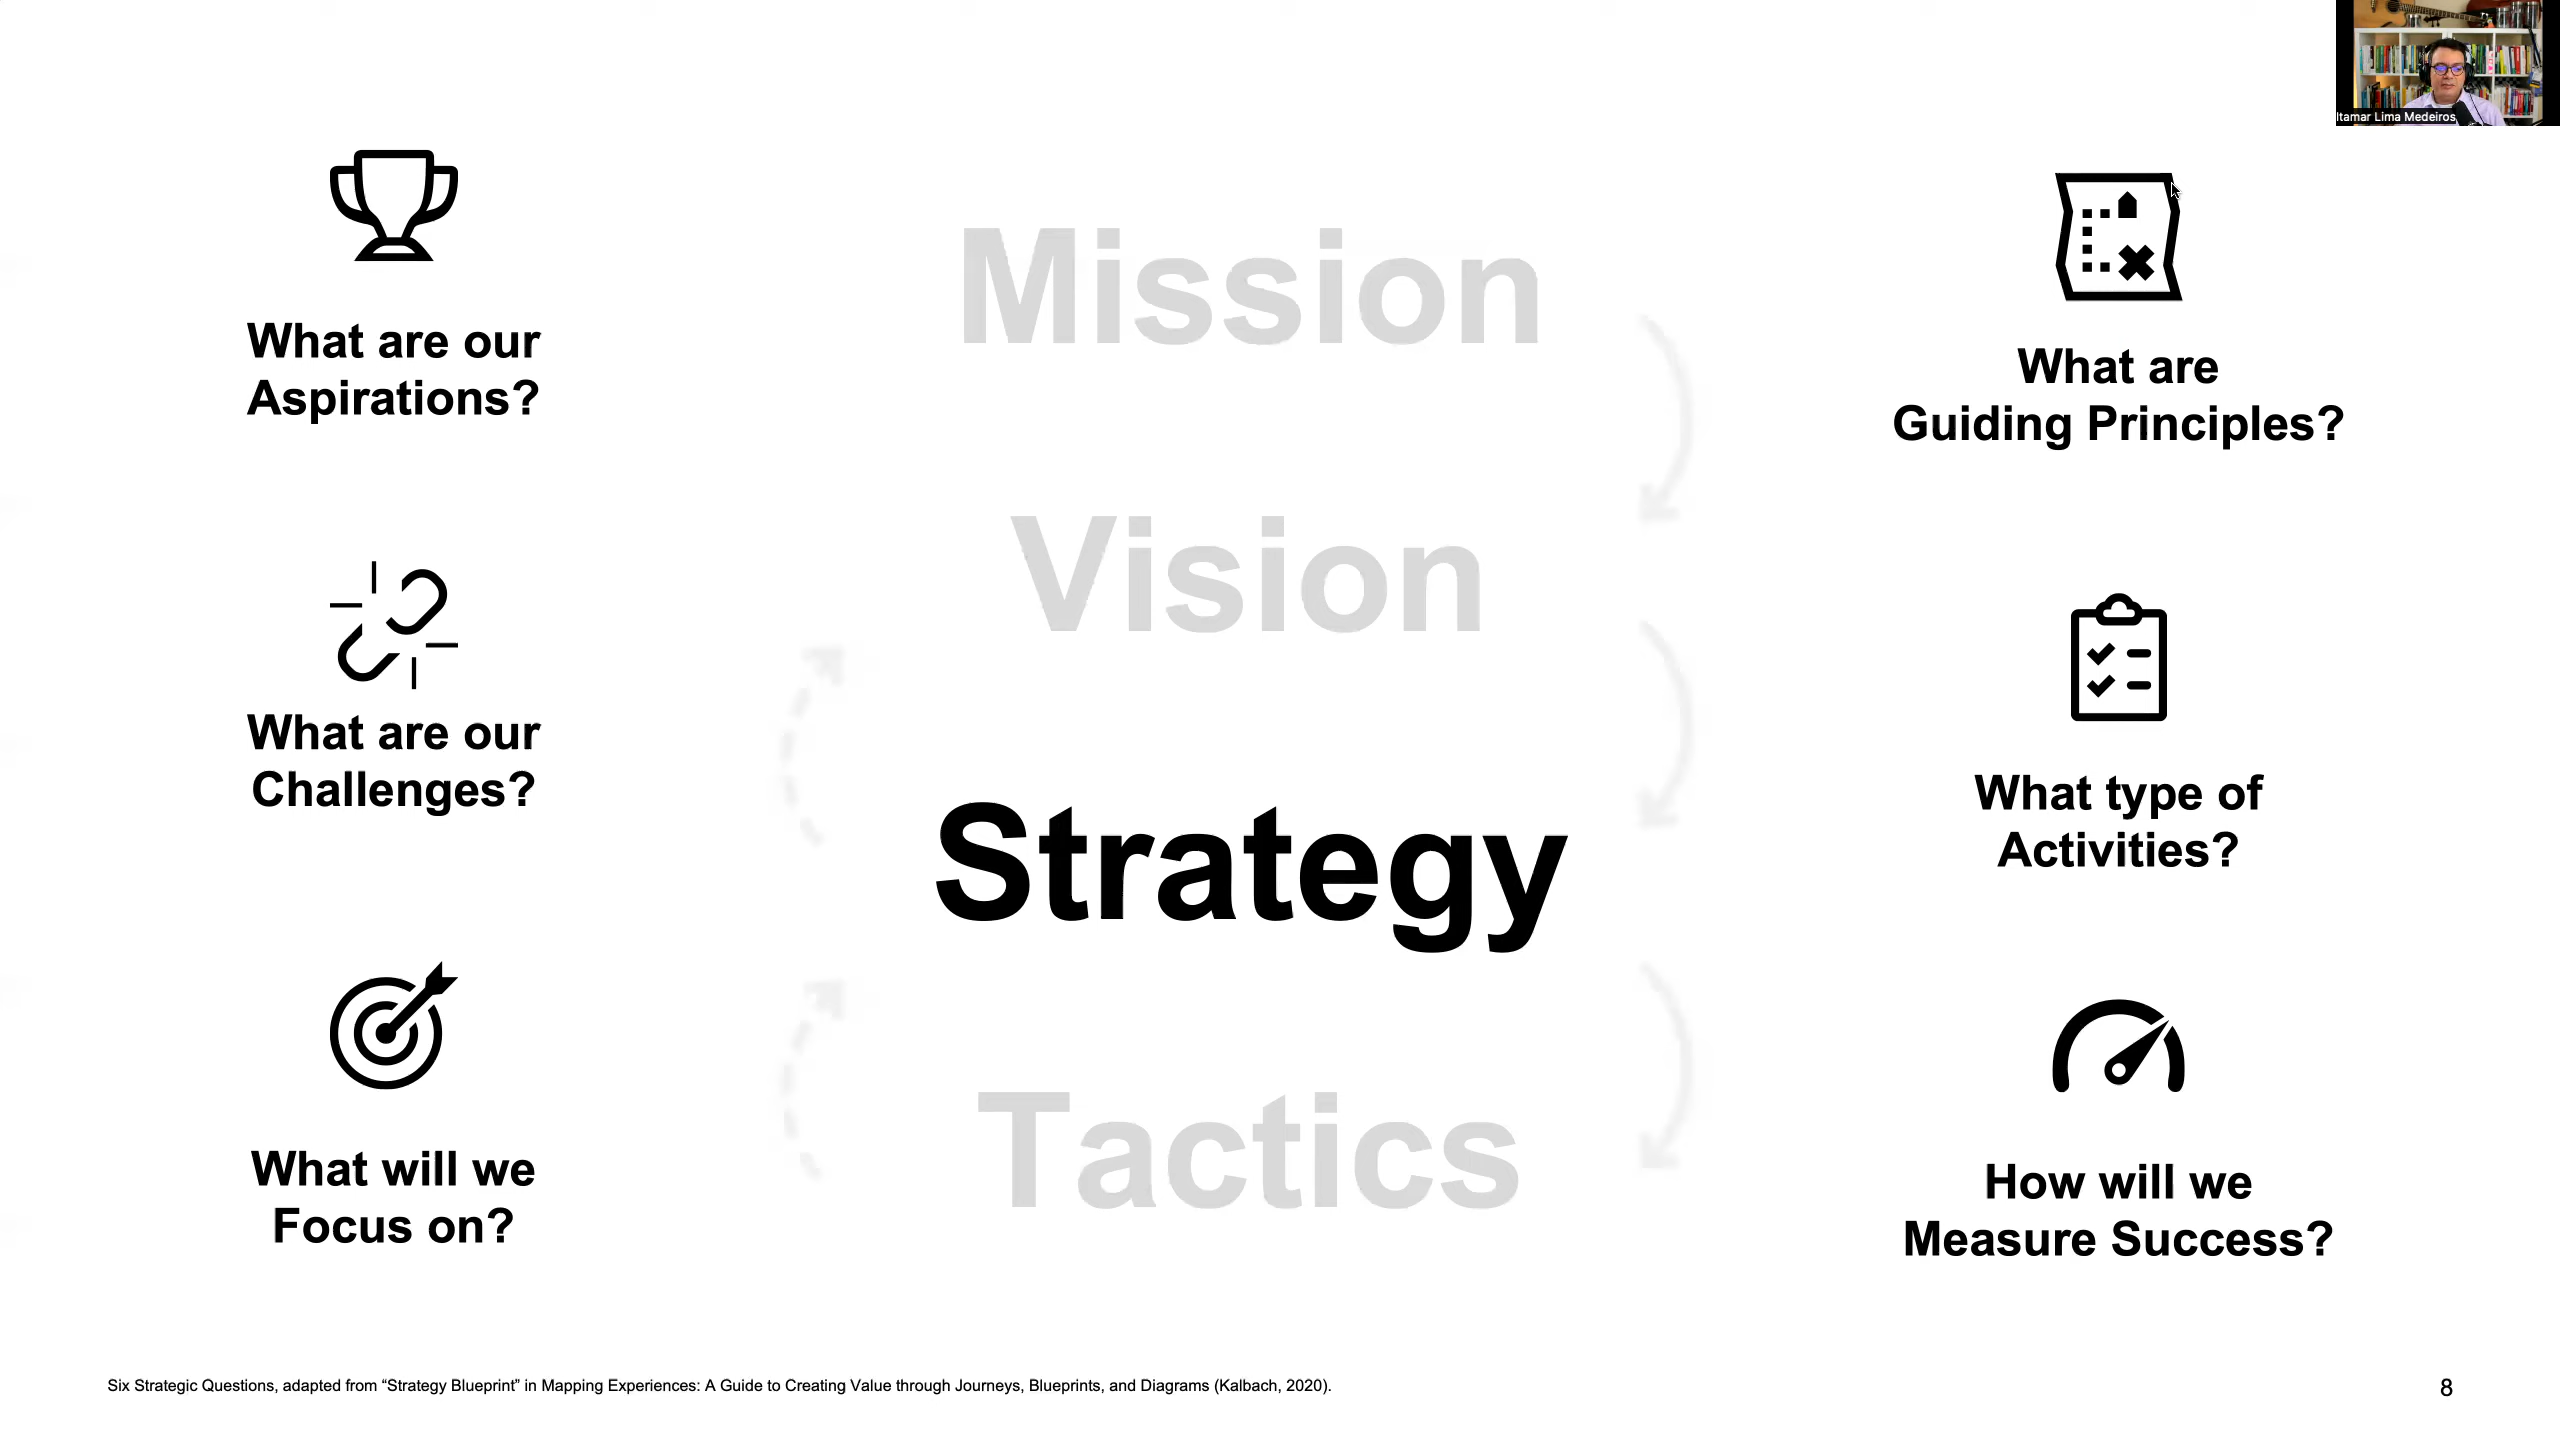 Itamar Lima Medeiros
What are our
Aspirations?
What are our
Challenges?
What will we
Focus on?
Mission
Vision
Strategy
Tactics
What are
Guiding Principles?
What type of
Activities?
How will we
Measure Success?
Six Strategic Questions, adapted from “Strategy Blueprint” in Mapping Experiences: A Guide to Creating Value through Journeys, Blueprints, and Diagrams (Kalbach, 2020).
8